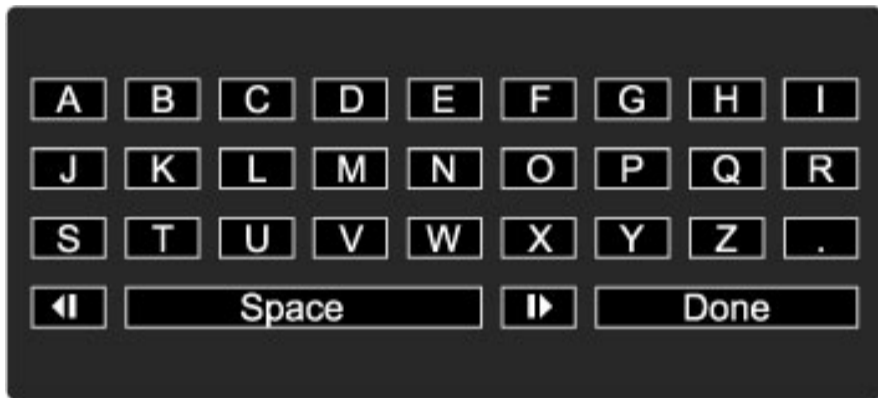 A B C D E F G H I
J K L M N O P Q R
S T U V W X Y Z .
Space Done